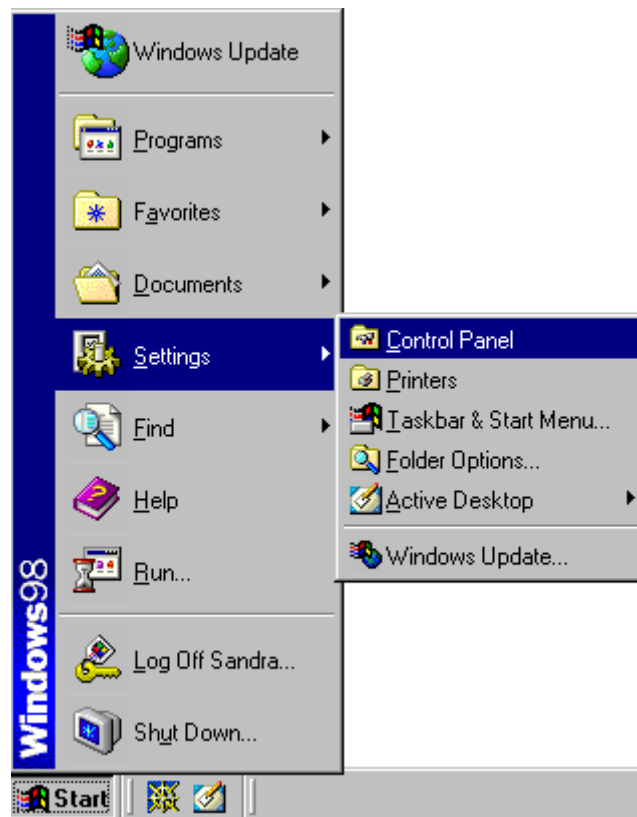 Windows Update
Programs
Favorites
Documents
Settings
Find
Help
Run...
Log Off Sandra...
Shut Down...
Control Panel
Printers
Taskbar & Start Menu...
Folder Options...
Active Desktop
Windows Update...
Windows98
Start